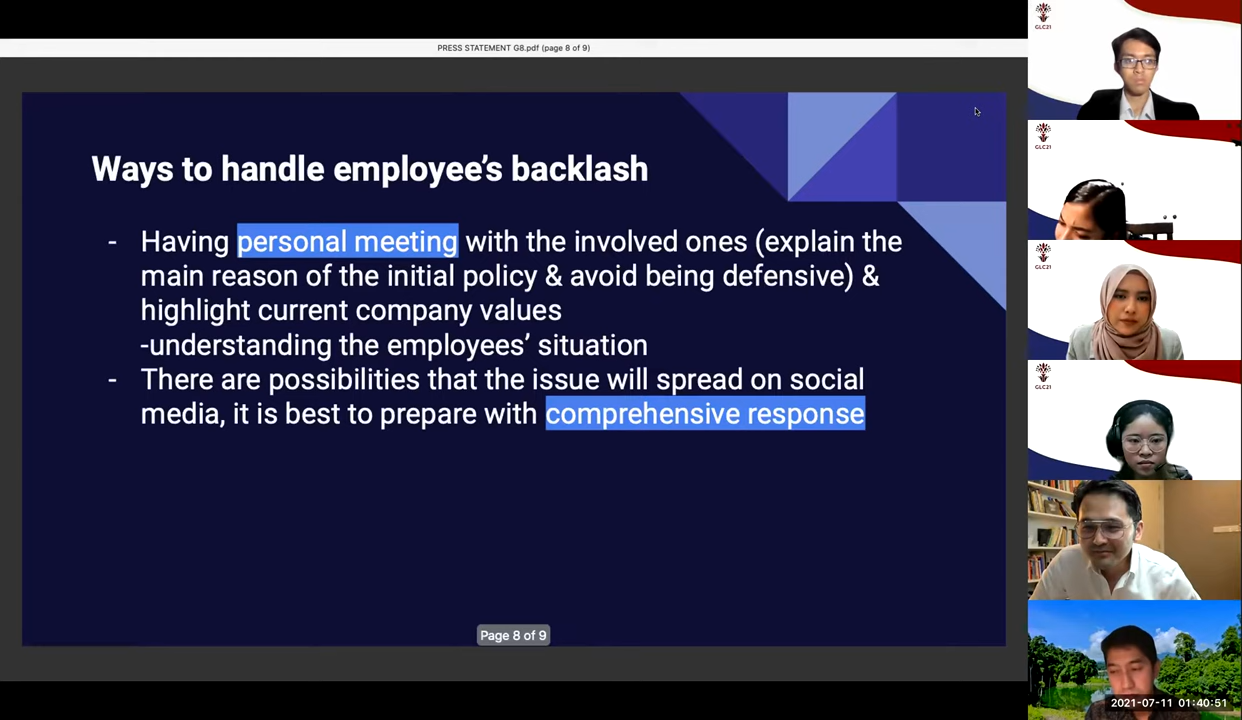 PRESS STATEMENT G8.pdf (page 8 of 9)
Ways to handle employee's backlash
- Having personal meeting with the involved ones (explain the
main reason of the initial policy & avoid being defensive) &
highlight current company values
-understanding the employees' situation
- There are possibilities that the issue will spread on social
media, it is best to prepare with comprehensive response
Page 8 of 9
GLC21
GLC21
GLC21
GLC21
2021-07-11 01:40:51